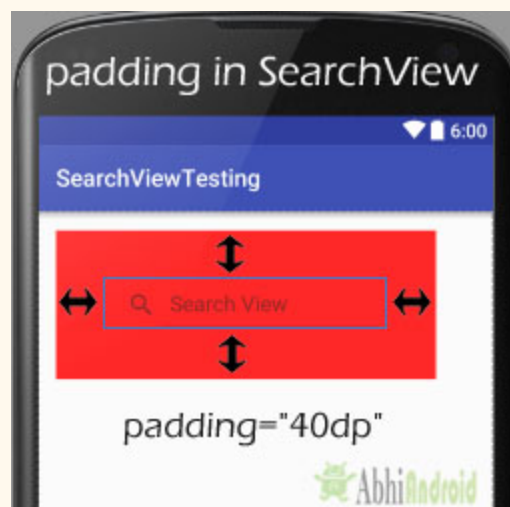 padding in SearchView
6:00
SearchViewTesting
Search View
padding="40dp"
AbhiAndroid